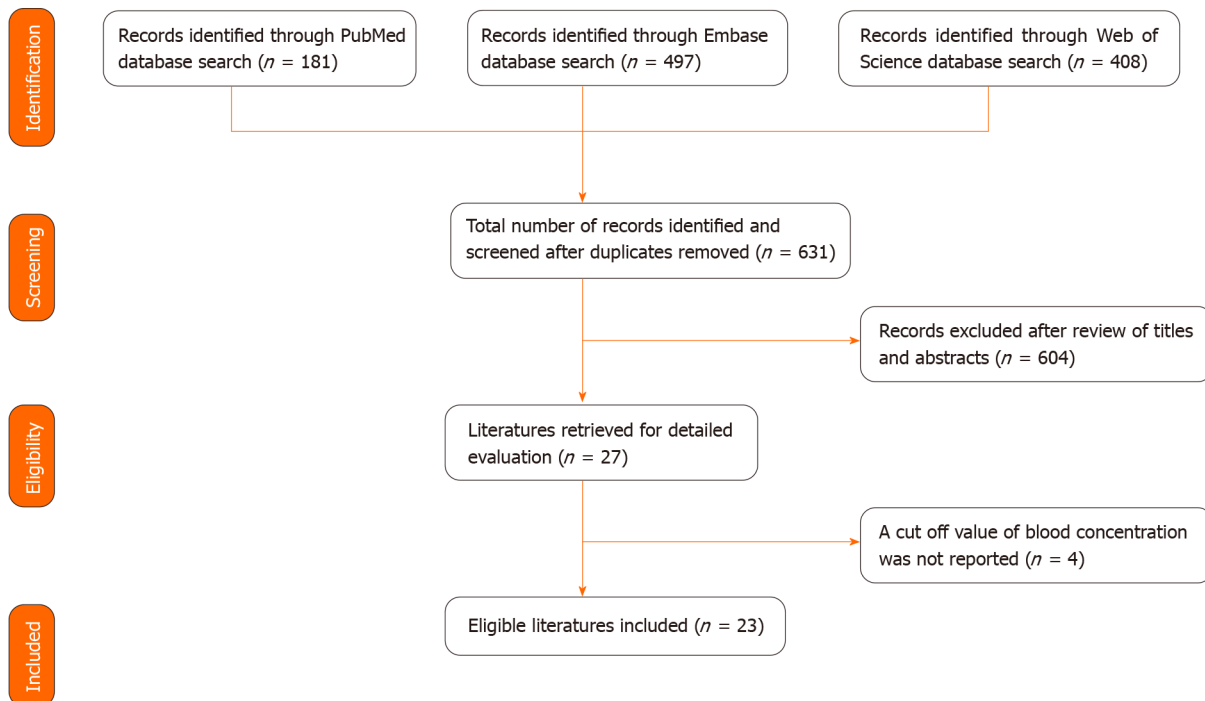 Identification
Records identified through PubMed
database search (n = 181)
Records identified through Embase
database search (n = 497)
Records identified through Web of
Science database search (n = 408)
Screening
Total number of records identified and
screened after duplicates removed (n = 631)
Records excluded after review of titles
and abstracts (n = 604)
Eligibility
Literatures retrieved for detailed
evaluation (n = 27)
A cut off value of blood concentration
was not reported (n = 4)
Included
Eligible literatures included (n = 23)